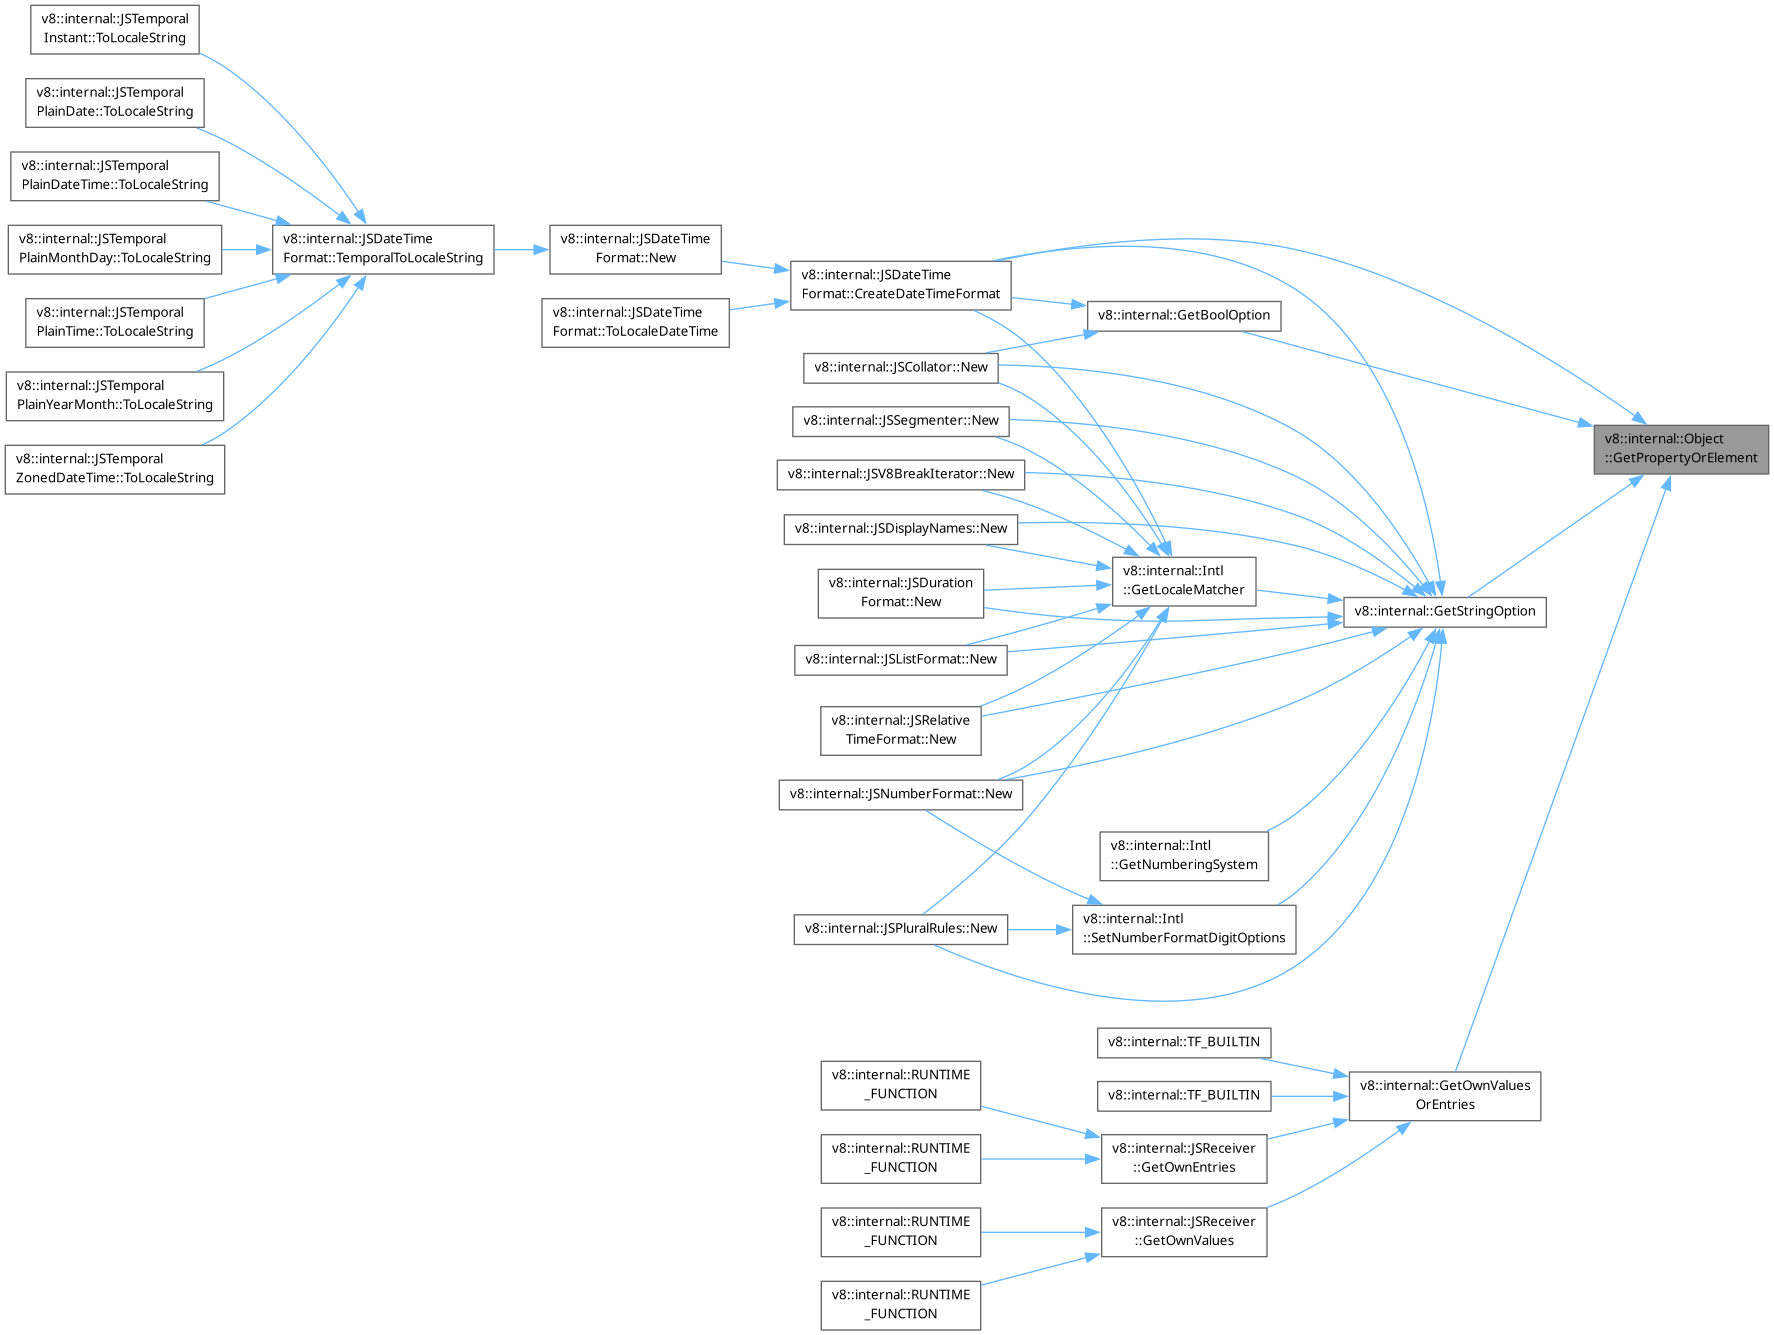 v8::internal::JSTemporal
Instant::ToLocaleString
v8::internal::JSTemporal
PlainDate::ToLocaleString
v8::internal::JSTemporal
PlainDateTime::ToLocaleString
v8::internal::JSTemporal
PlainMonthDay::ToLocaleString
v8::internal::JSTemporal
PlainTime::ToLocaleString
v8::internal::JSTemporal
PlainYearMonth::ToLocaleString
v8::internal::JSTemporal
ZonedDateTime::ToLocaleString
v8::internal::JSDateTime
Format::TemporalToLocaleString
v8::internal::JSDateTime
Format::New
v8::internal::JSDateTime
Format::ToLocaleDateTime
v8::internal::JSDateTime
Format::CreateDateTimeFormat
v8::internal::JSCollator::New
v8::internal::JSSegmenter::New
v8::internal::JSV8BreakIterator::New
v8::internal::JSDisplayNames::New
v8::internal::JSDuration
Format::New
v8::internal::JSListFormat::New
v8::internal::JSRelative
TimeFormat::New
v8::internal::JSNumberFormat::New
v8::internal::JSPluralRules::New
v8::internal::RUNTIME
_FUNCTION
v8::internal::RUNTIME
_FUNCTION
v8::internal::RUNTIME
_FUNCTION
v8::internal::RUNTIME
_FUNCTION
v8::internal::GetBoolOption
v8::internal::Intl
::GetLocaleMatcher
v8::internal::Intl
::GetNumberingSystem
v8::internal::Intl
::SetNumberFormatDigitOptions
v8::internal::TF_BUILTIN
v8::internal::TF_BUILTIN
v8::internal::JSReceiver
::GetOwnEntries
v8::internal::JSReceiver
::GetOwnValues
v8::internal::GetStringOption
v8::internal::GetOwnValues
OrEntries
v8::internal::Object
::GetPropertyOrElement